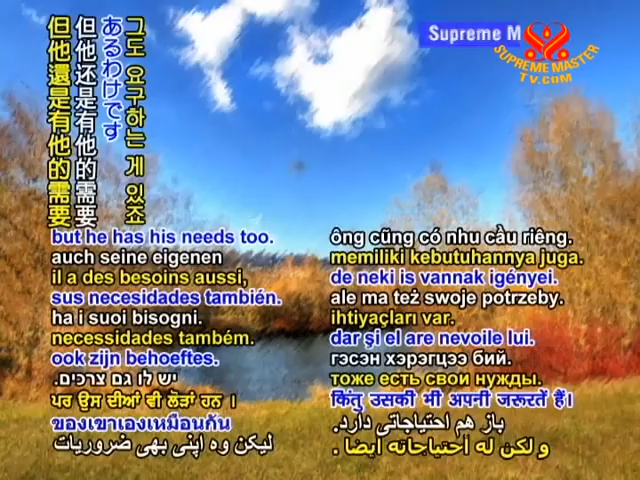 Supreme M
SUPREME MASTER
TV.COM
그도 요구하는 게 있죠
あるわけです
但他还是有他的需要
但他還是有他的需要
but he has his needs too.
auch seine eigenen
il a des besoins aussi,
sus necesidades también.
ha i suoi bisogni.
necessidades também.
ook zijn behoeftes.
יש לו גם צרכים.
ਪਰ ਉਸ ਦੀਆਂ ਵੀ ਲੋੜਾਂ ਹਨ ।
ของเขาเองเหมือนกัน
لیکن وہ اپنی بھی ضروریات
ông cũng có nhu cầu riêng.
memiliki kebutuhannya juga.
de neki is vannak igényei.
ale ma też swoje potrzeby.
ihtiyaçları var.
dar şi el are nevoile lui.
гэсэн хэрэгцээ бий.
тоже есть свои нужды.
किंतु उसकी भी अपनी जरूरतें हैं।
باز هم احتیاجاتی دارد.
و لكن له احتياجاته أيضا .